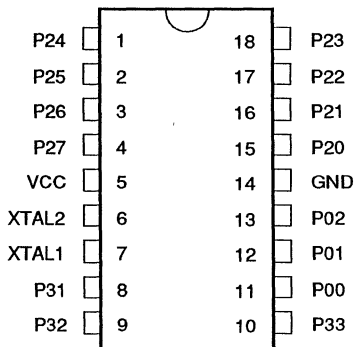 P24 1 18 P23
P25 2 17 P22
P26 3 16 P21
P27 4 15 P20
VCC 5 14 GND
XTAL2 6 13 P02
XTAL1 7 12 P01
P31 8 11 P00
P32 9 10 P33